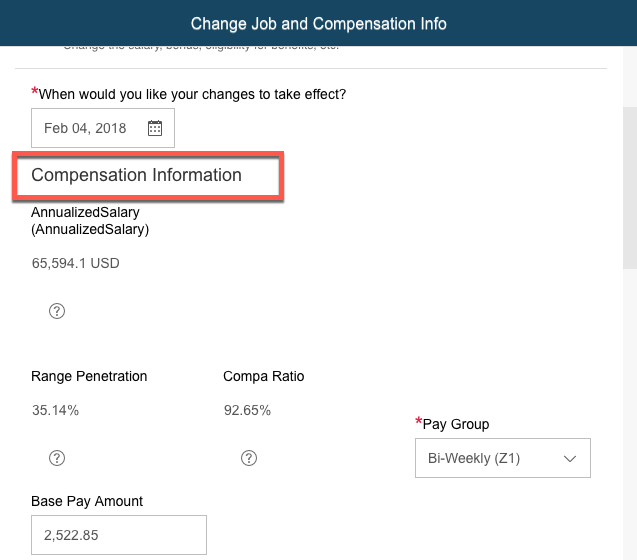 Change Job and Compensation Info
Change the salary, bonus, eligibility for benefits, etc.
*When would you like your changes to take effect?
Feb 04, 2018
Compensation Information
AnnualizedSalary
(AnnualizedSalary)
65,594.1 USD
?
Range Penetration
Compa Ratio
35.14%
92.65%
*Pay Group
? ?
Bi-Weekly (Z1)
Base Pay Amount
2,522.85